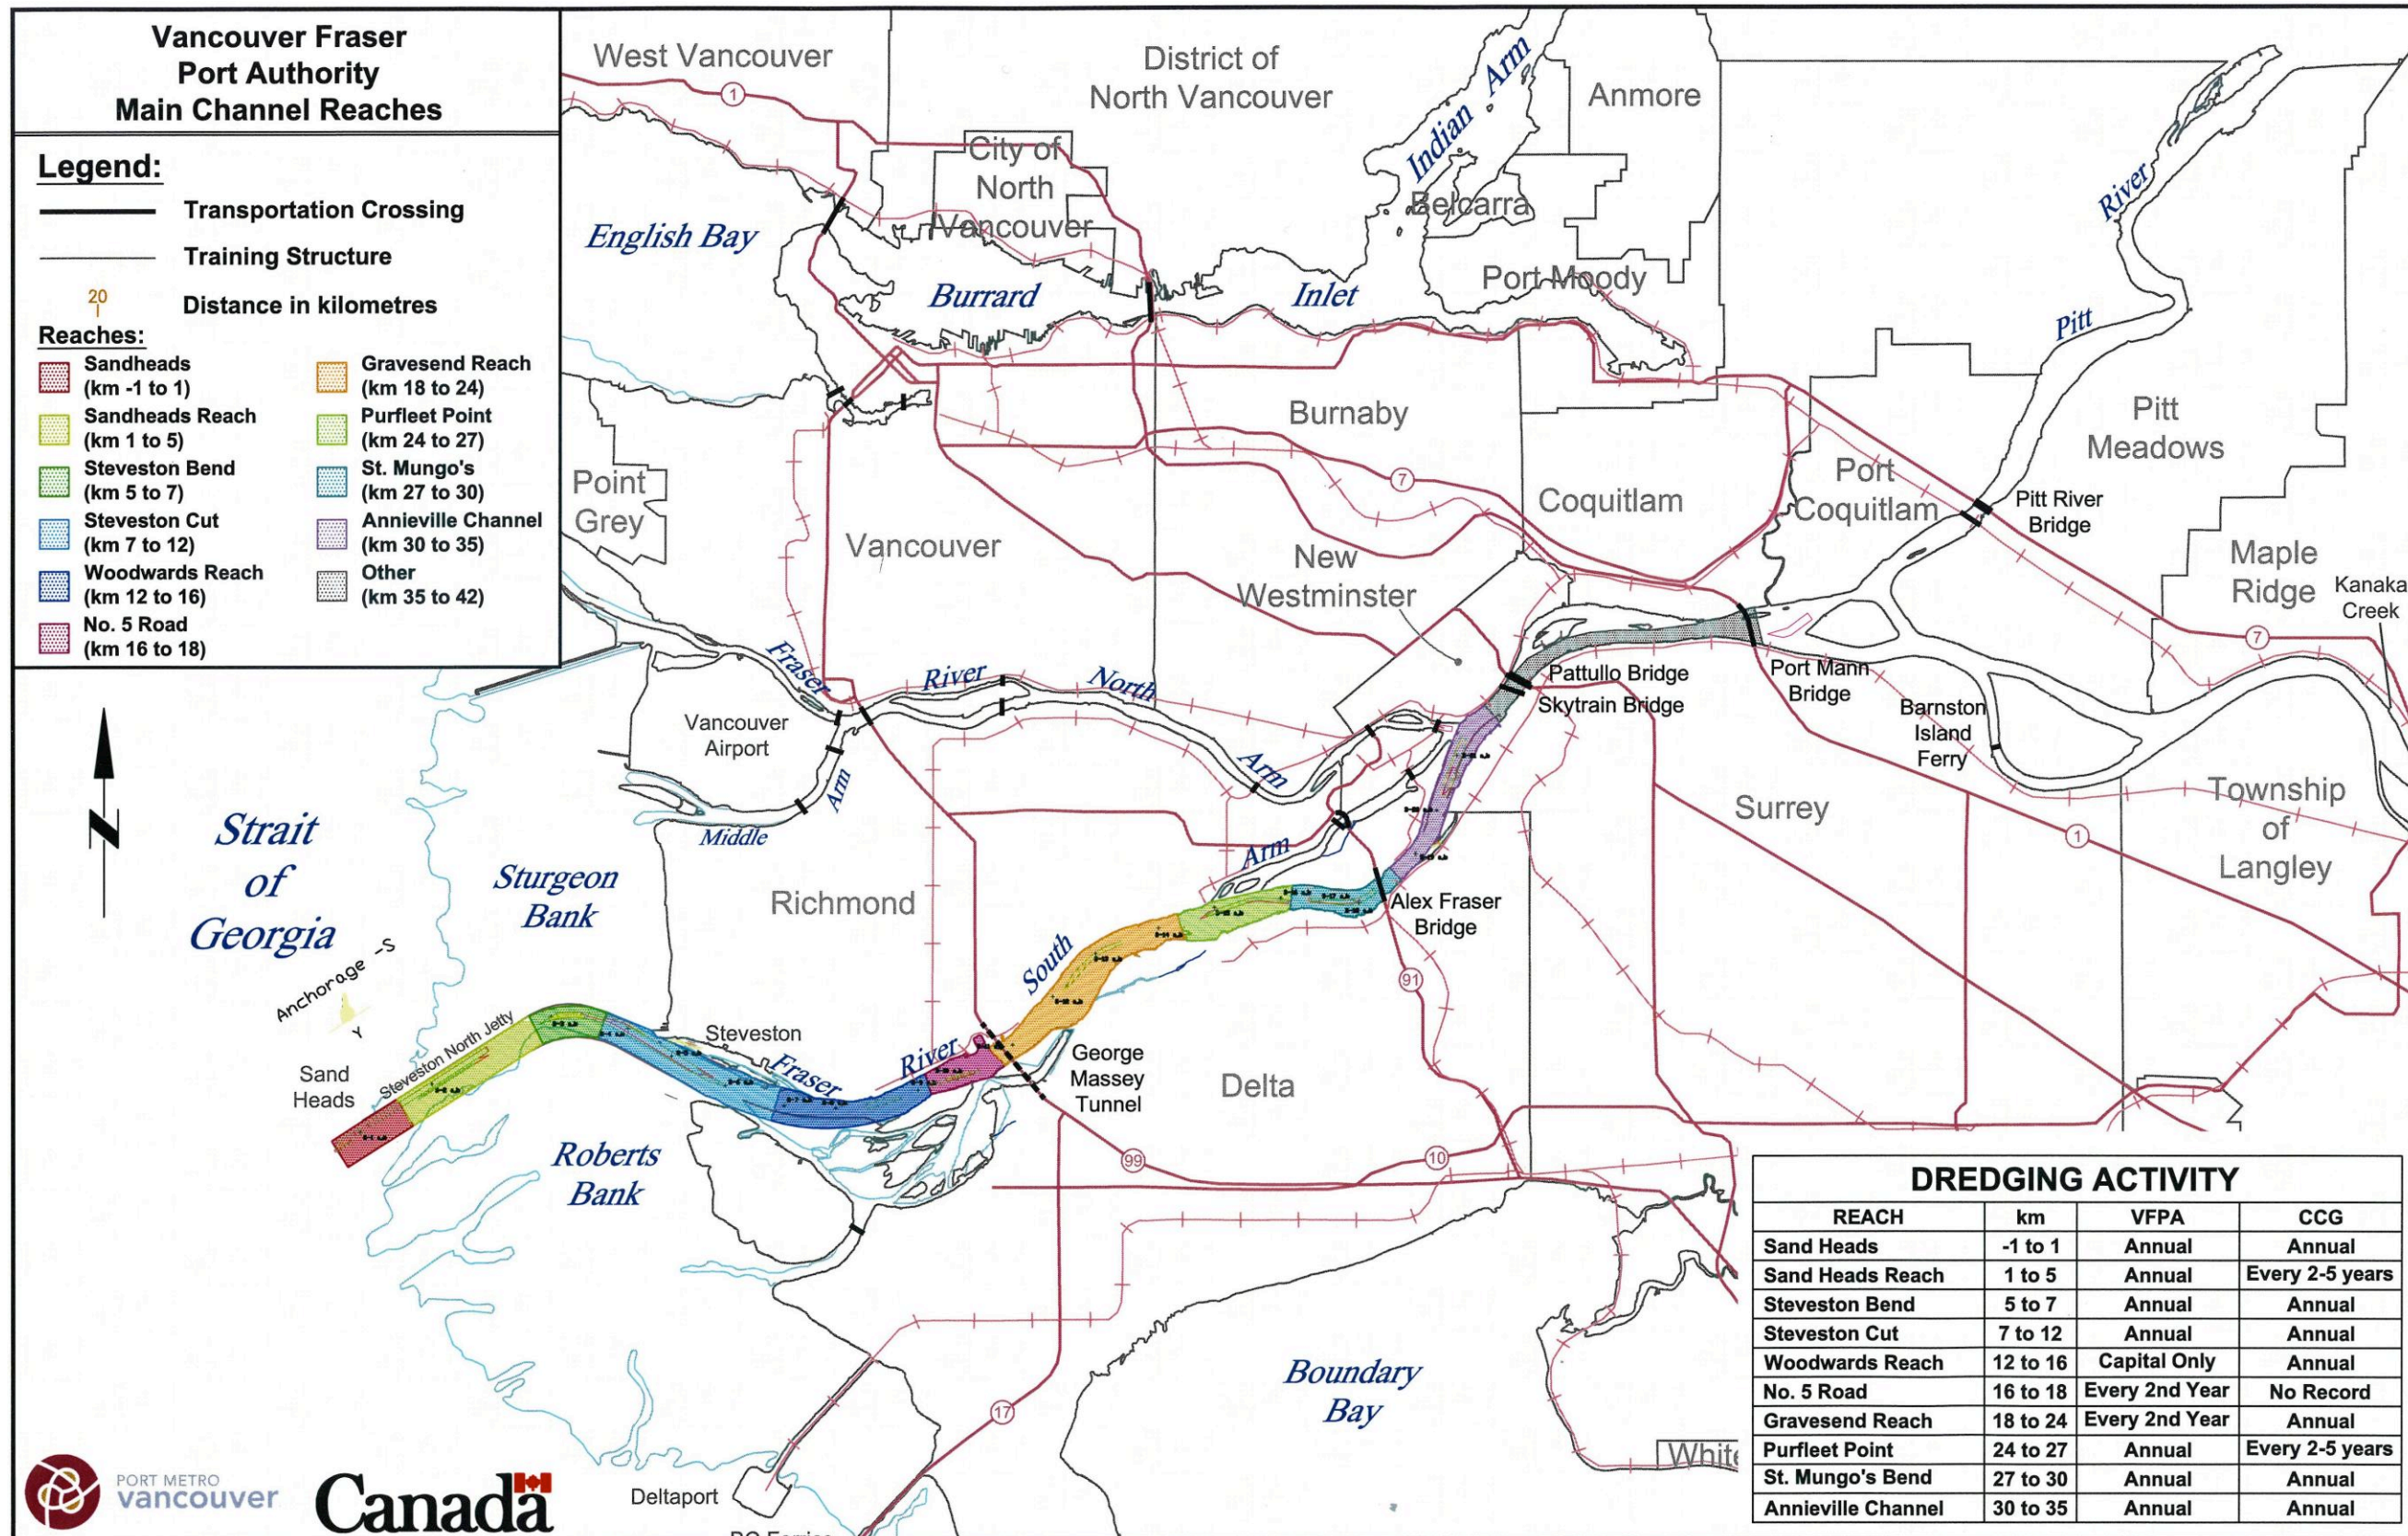 Vancouver Fraser
Port Authority
Main Channel Reaches
Legend:
Transportation Crossing
Training Structure
20
Distance in kilometres
Reaches:
Sandheads
(km -1 to 1)
Sandheads Reach
(km 1 to 5)
Steveston Bend
(km 5 to 7)
Steveston Cut
(km 7 to 12)
Woodwards Reach
(km 12 to 16)
No. 5 Road
(km 16 to 18)
Gravesend Reach
(km 18 to 24)
Purfleet Point
(km 24 to 27)
St. Mungo's
(km 27 to 30)
Annieville Channel
(km 30 to 35)
Other
(km 35 to 42)
West Vancouver
1
District of
North Vancouver
Indian Arm
Anmore
City of
North
Vancouver
Belcarra
River
English Bay
Burrard
Inlet
Port Moody
Pitt
Burnaby
Pitt
Meadows
Point
Grey
7
Coquitlam
Port
Coquitlam
Pitt River
Bridge
Vancouver
New
Westminster
Maple
Ridge
Kanaka
Creek
7
Fraser
River
North
Pattullo Bridge
Skytrain Bridge
Port Mann
Bridge
Barnston
Island
Ferry
Vancouver
Airport
Arm
Arm
Middle
Surrey
Township
of
Langley
1
Strait
of
Georgia
Sturgeon
Bank
Richmond
Arm
Alex Fraser
Bridge
South
91
Anchorage -S
Y
Steveston North Jetty
Steveston
Sand
Heads
Fraser
River
George
Massey
Tunnel
Delta
Roberts
Bank
99
10
17
Boundary
Bay
White
Deltaport
BC Ferries
PORT METRO
vancouver
Canada
DREDGING ACTIVITY
REACH km VFPA CCG
Sand Heads -1 to 1 Annual Annual
Sand Heads Reach 1 to 5 Annual Every 2-5 years
Steveston Bend 5 to 7 Annual Annual
Steveston Cut 7 to 12 Annual Annual
Woodwards Reach 12 to 16 Capital Only Annual
No. 5 Road 16 to 18 Every 2nd Year No Record
Gravesend Reach 18 to 24 Every 2nd Year Annual
Purfleet Point 24 to 27 Annual Every 2-5 years
St. Mungo's Bend 27 to 30 Annual Annual
Annieville Channel 30 to 35 Annual Annual